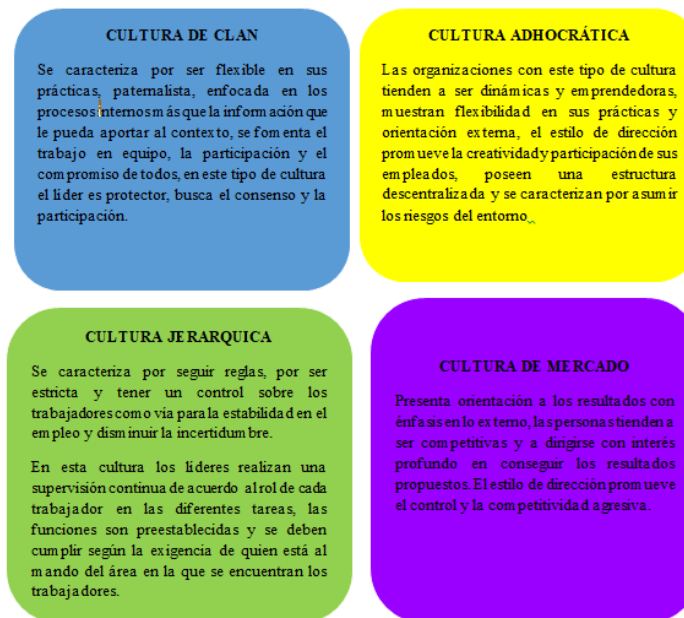 CULTURA DE CLAN
Se caracteriza por ser flexible en sus
prácticas, paternalista, enfocada en los
procesos internos más que la información que
le pueda aportar al contexto, se fomenta el
trabajo en equipo, la participación y el
compromiso de todos, en este tipo de cultura
el líder es protector, busca el consenso y la
participación.
CULTURA ADHOCRÁTICA
Las organizaciones con este tipo de cultura
tienden a ser dinámicas y emprendedoras,
muestran flexibilidad en sus prácticas y
orientación externa, el estilo de dirección
promueve la creatividad y participación de sus
empleados, poseen una estructura
descentralizada y se caracterizan por asumir
los riesgos del entorno
CULTURA JERARQUICA
Se caracteriza por seguir reglas, por ser
estricta y tener un control sobre los
trabajadores como via para la estabilidad en el
empleo y disminuir la incertidumbre.
En esta cultura los líderes realizan una
supervisión continua de acuerdo al rol de cada
trabajador en las diferentes tareas, las
funciones son preestablecidas y se deben
cumplir según la exigencia de quien está al
mando del área en la que se encuentran los
trabajadores.
CULTURA DE MERCADO
Presenta orientación a los resultados con
énfasis en lo externo, las personas tienden a
ser competitivas y a dirigirse con interés
profundo en conseguir los resultados
propuestos. El estilo de dirección promueve
el control y la competitividad agresiva.